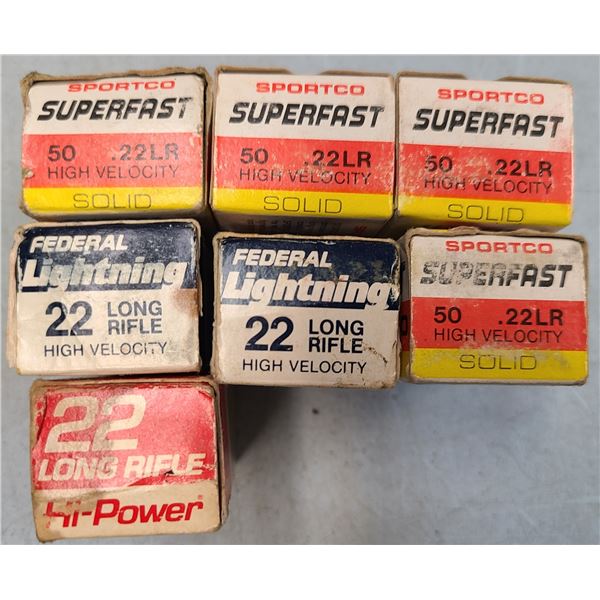 SPORTCO
SUPERFAST
50 .22LR
HIGH VELOCITY
SOLID
SPORTCO
SUPERFAST
50 .22LR
HIGH VELOCITY
SOLID
SPORTCO
SUPERFAST
50 .22LR
HIGH VELOCITY
SOLID
FEDERAL
Lightning
22 LONG
RIFLE
HIGH VELOCITY
FEDERAL
Lightning
22 LONG
RIFLE
HIGH VELOCITY
SPORTCO
SUPERFAST
50 .22LR
HIGH VELOCITY
SOLID
22
LONG RIFLE
Hi-Power®